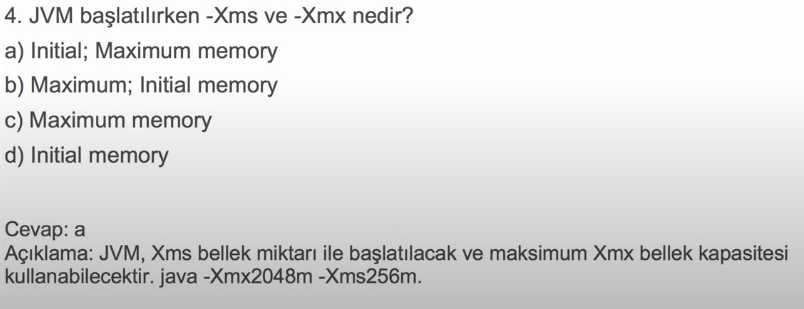 4. JVM başlatılırken -Xms ve -Xmx nedir?
a) Initial; Maximum memory
b) Maximum; Initial memory
c) Maximum memory
d) Initial memory
Cevap: a
Açıklama: JVM, Xms bellek miktarı ile başlatılacak ve maksimum Xmx bellek kapasitesi
kullanabilecektir. java -Xmx2048m -Xms256m.